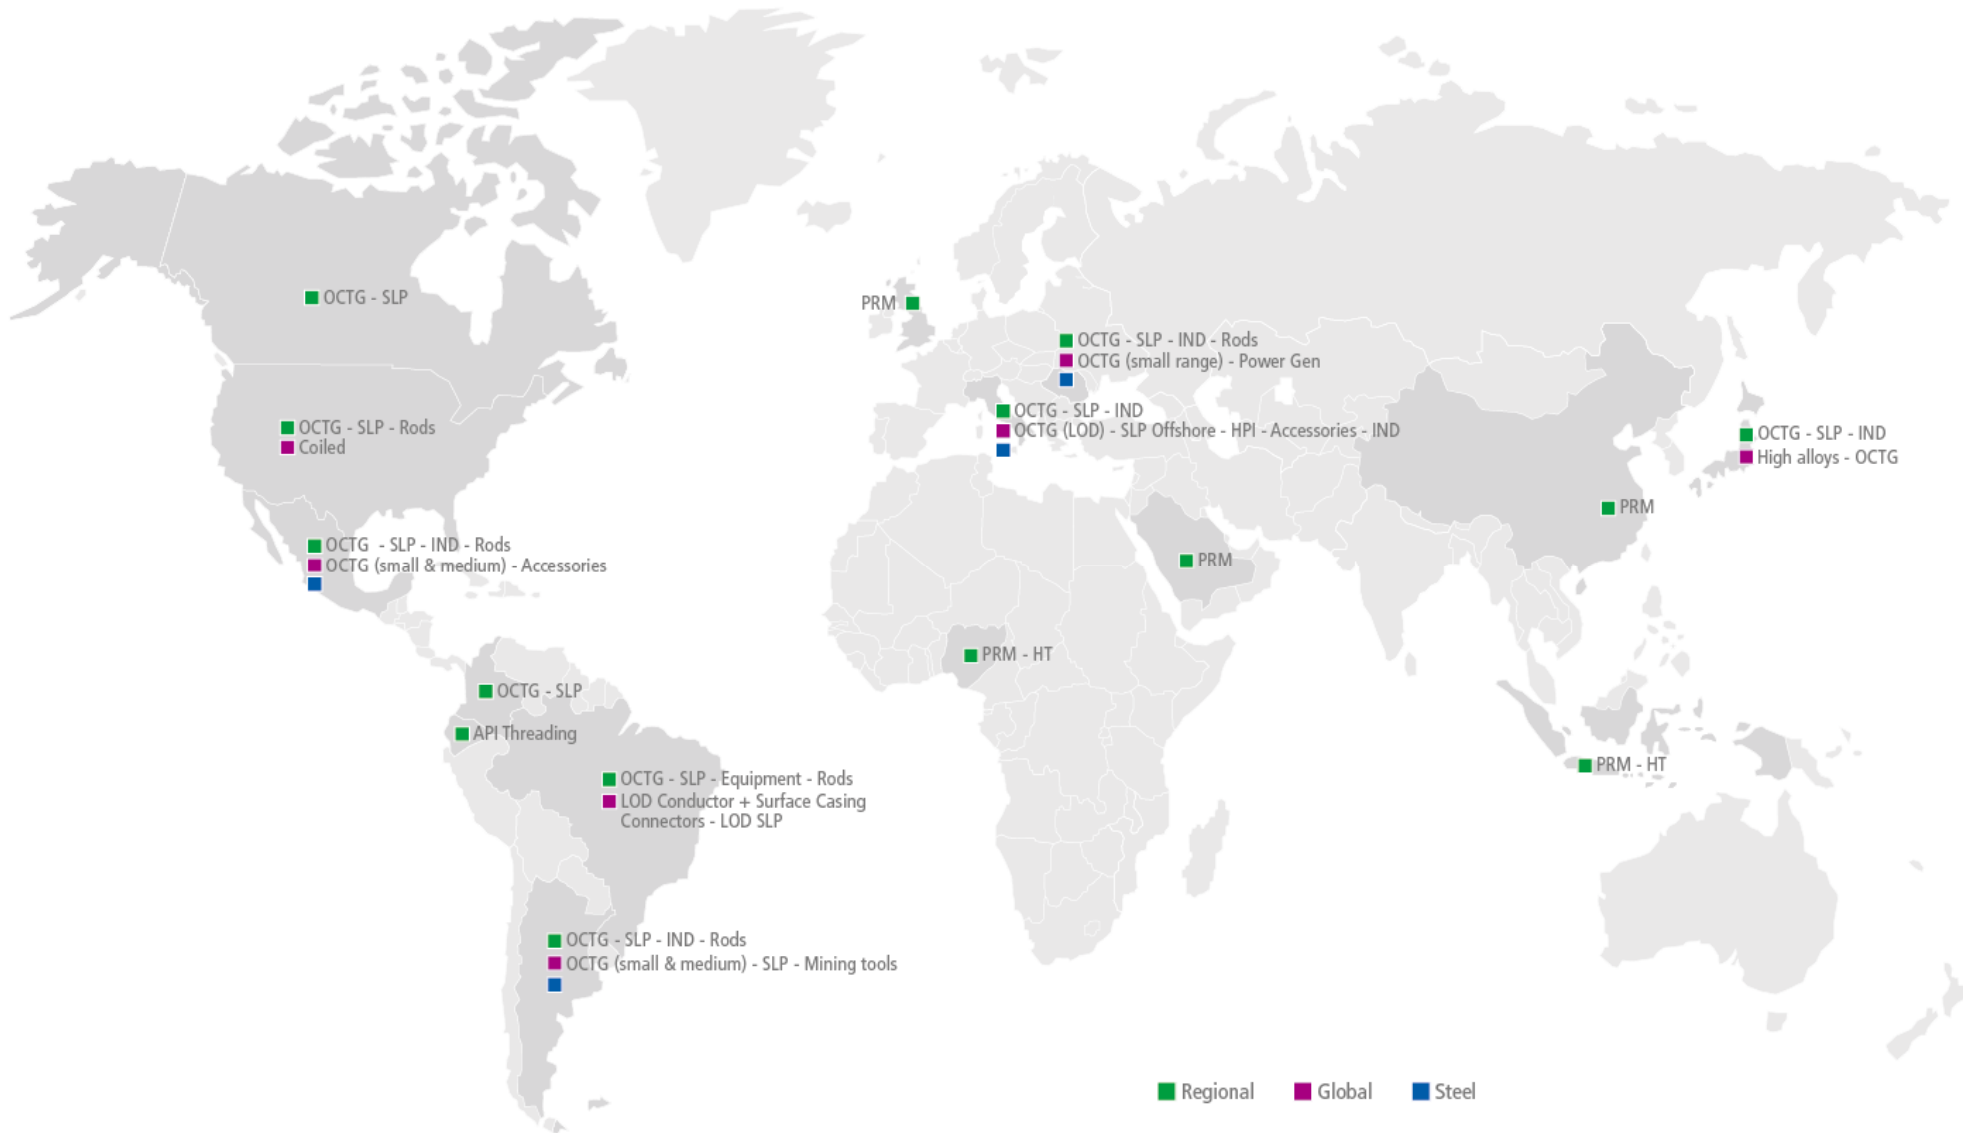 OCTG - SLP
PRM
OCTG - SLP - IND - Rods
OCTG (small range) - Power Gen
OCTG - SLP - IND
OCTG (LOD) - SLP Offshore - HPI - Accessories - IND
OCTG - SLP - Rods
Coiled
OCTG - SLP - IND
High alloys - OCTG
PRM
OCTG - SLP - IND - Rods
OCTG (small & medium) - Accessories
PRM
PRM - HT
OCTG - SLP
API Threading
PRM - HT
OCTG - SLP - Equipment - Rods
LOD Conductor + Surface Casing
Connectors - LOD SLP
OCTG - SLP - IND - Rods
OCTG (small & medium) - SLP - Mining tools
Regional
Global
Steel